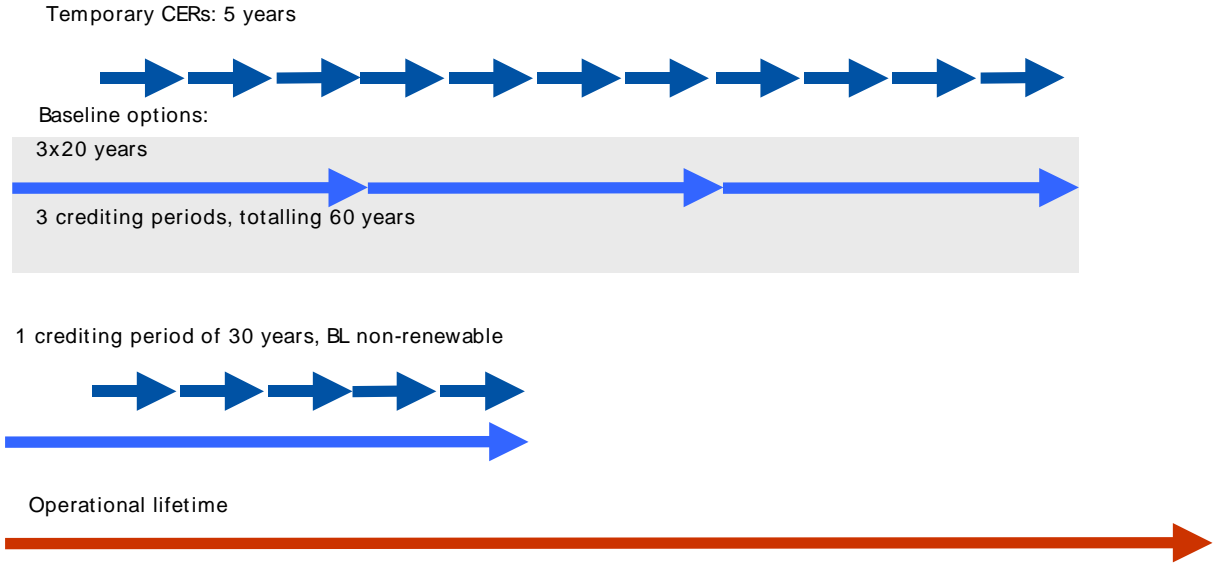 Temporary CERs: 5 years
Baseline options:
3x20 years
3 crediting periods, totalling 60 years
1 crediting period of 30 years, BL non-renewable
Operational lifetime